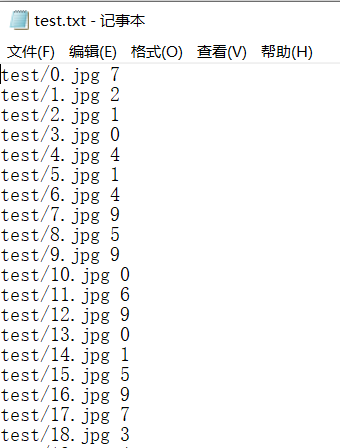 test.txt - 记事本
文件(F) 编辑(E) 格式(O) 查看(V) 帮助(H)
test/0.jpg 7
test/1.jpg 2
test/2.jpg 1
test/3.jpg 0
test/4.jpg 4
test/5.jpg 1
test/6.jpg 4
test/7.jpg 9
test/8.jpg 5
test/9.jpg 9
test/10.jpg 0
test/11.jpg 6
test/12.jpg 9
test/13.jpg 0
test/14.jpg 1
test/15.jpg 5
test/16.jpg 9
test/17.jpg 7
test/18.jpg 3